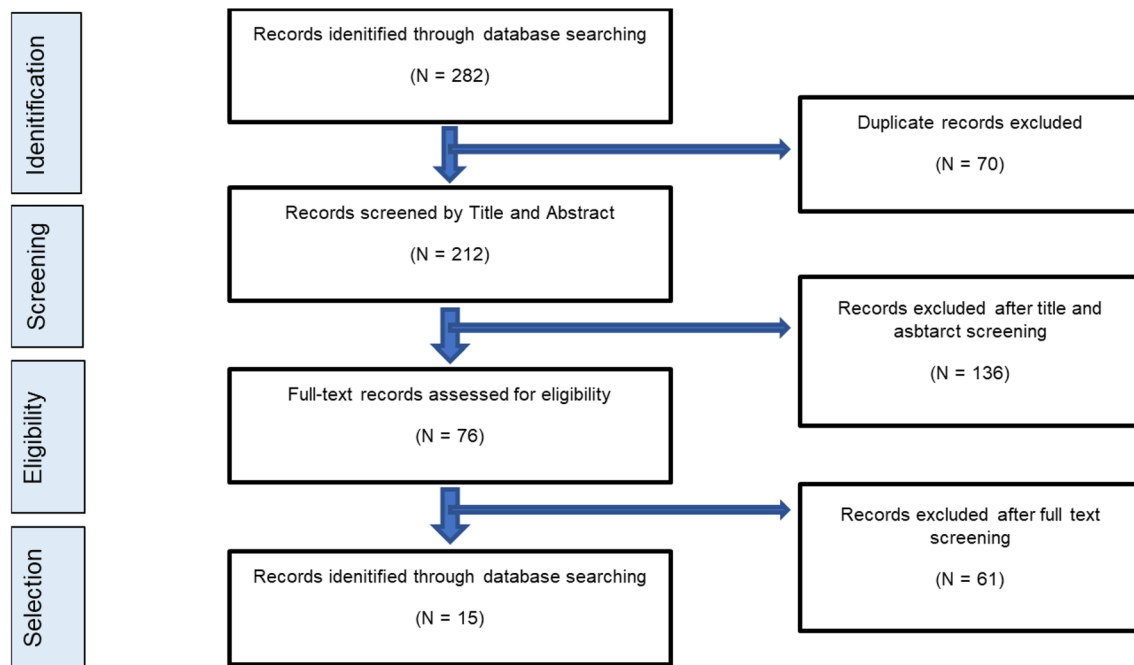 Idenitification
Records idenitified through database searching
(N = 282)
Duplicate records excluded
(N = 70)
Screening
Records screened by Title and Abstract
(N = 212)
Records excluded after title and
asbtarct screening
(N = 136)
Eligibility
Full-text records assessed for eligibility
(N = 76)
Records excluded after full text
screening
(N = 61)
Selection
Records idenitified through database searching
(N = 15)